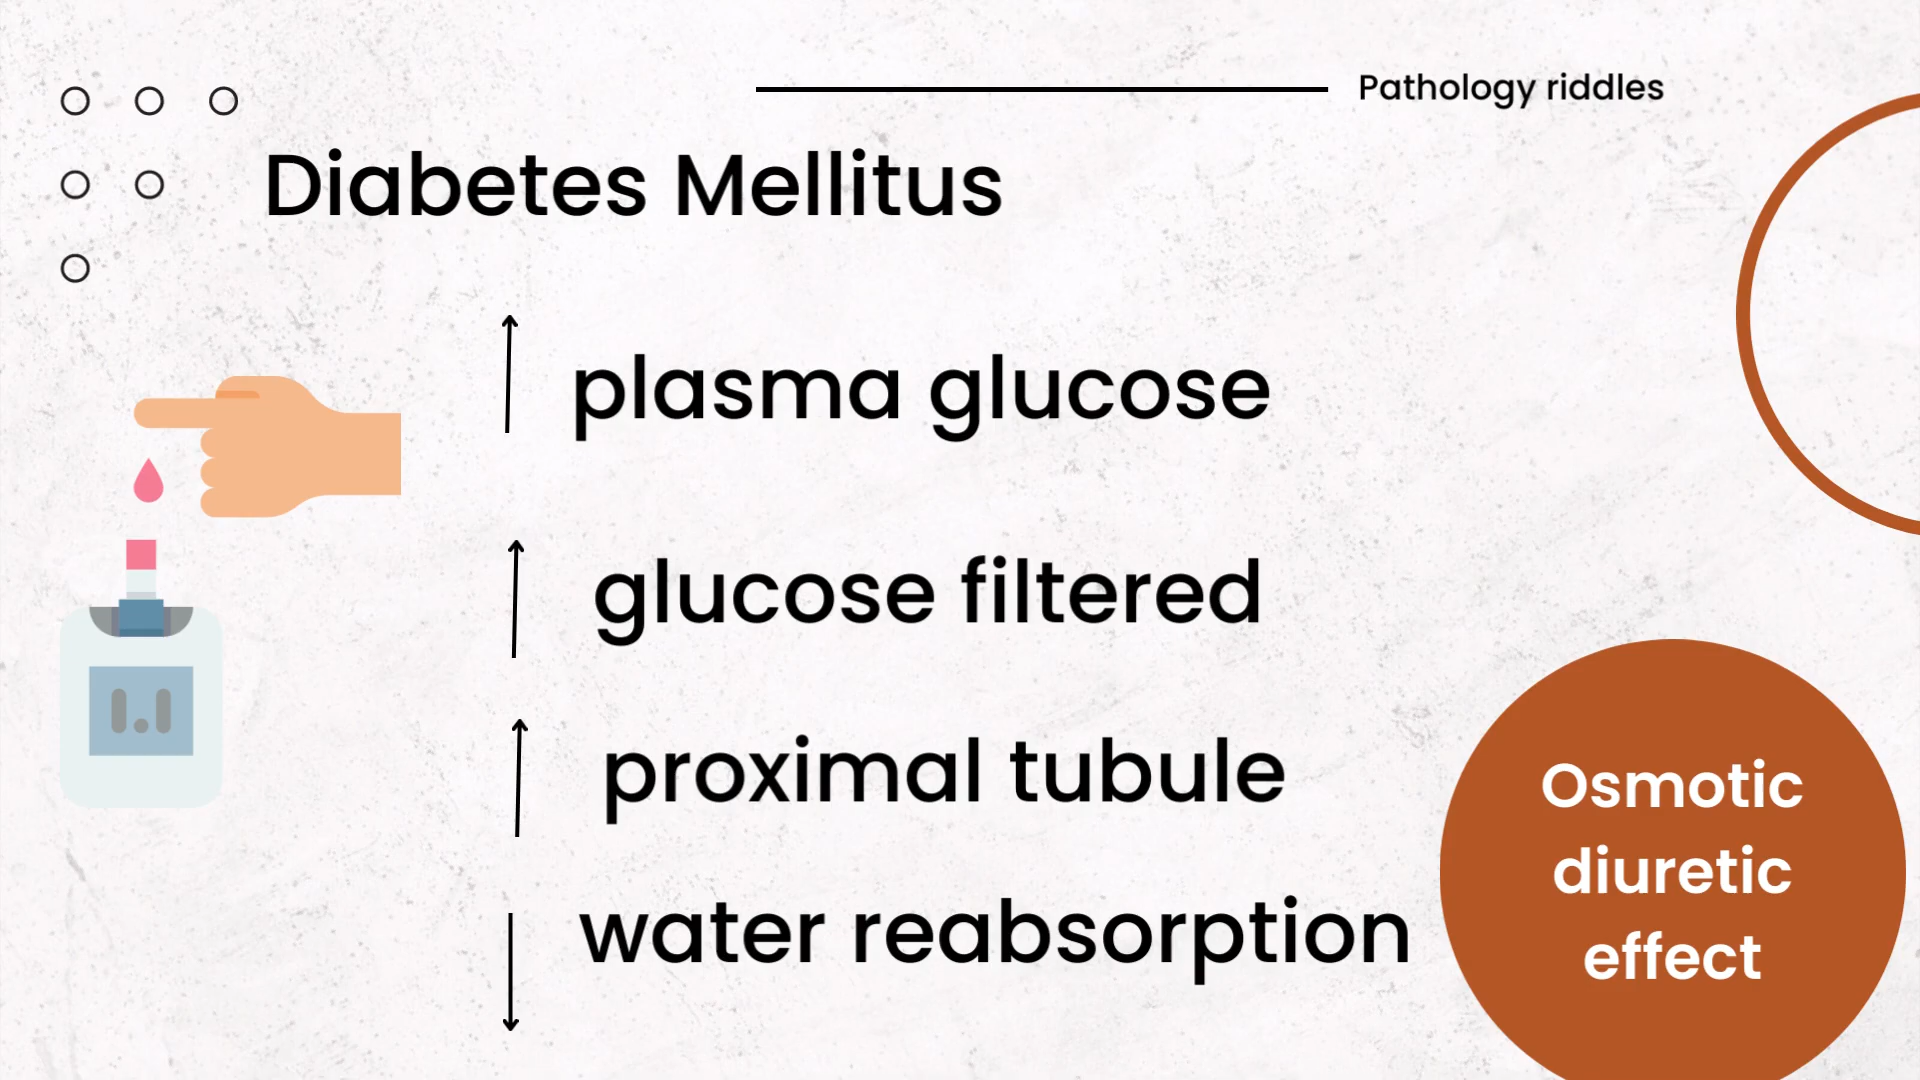 Pathology riddles
Diabetes Mellitus
plasma glucose
glucose filtered
proximal tubule
water reabsorption
Osmotic
diuretic
effect